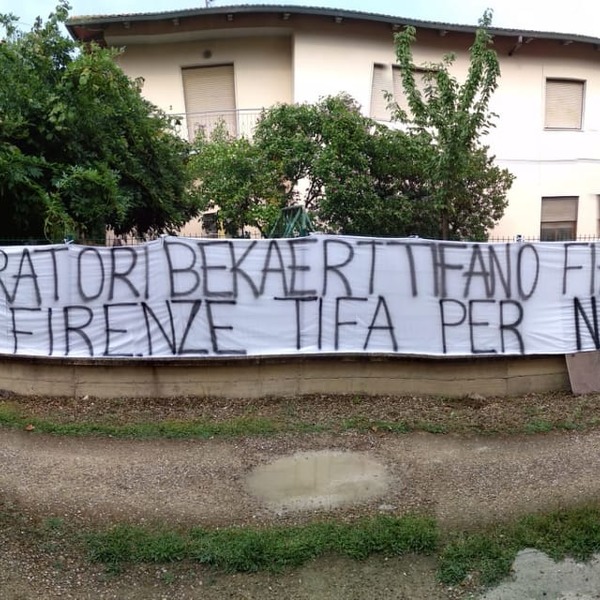 RATORI BEKAERT TIFANO FI
FIRENZE TIFA PER N